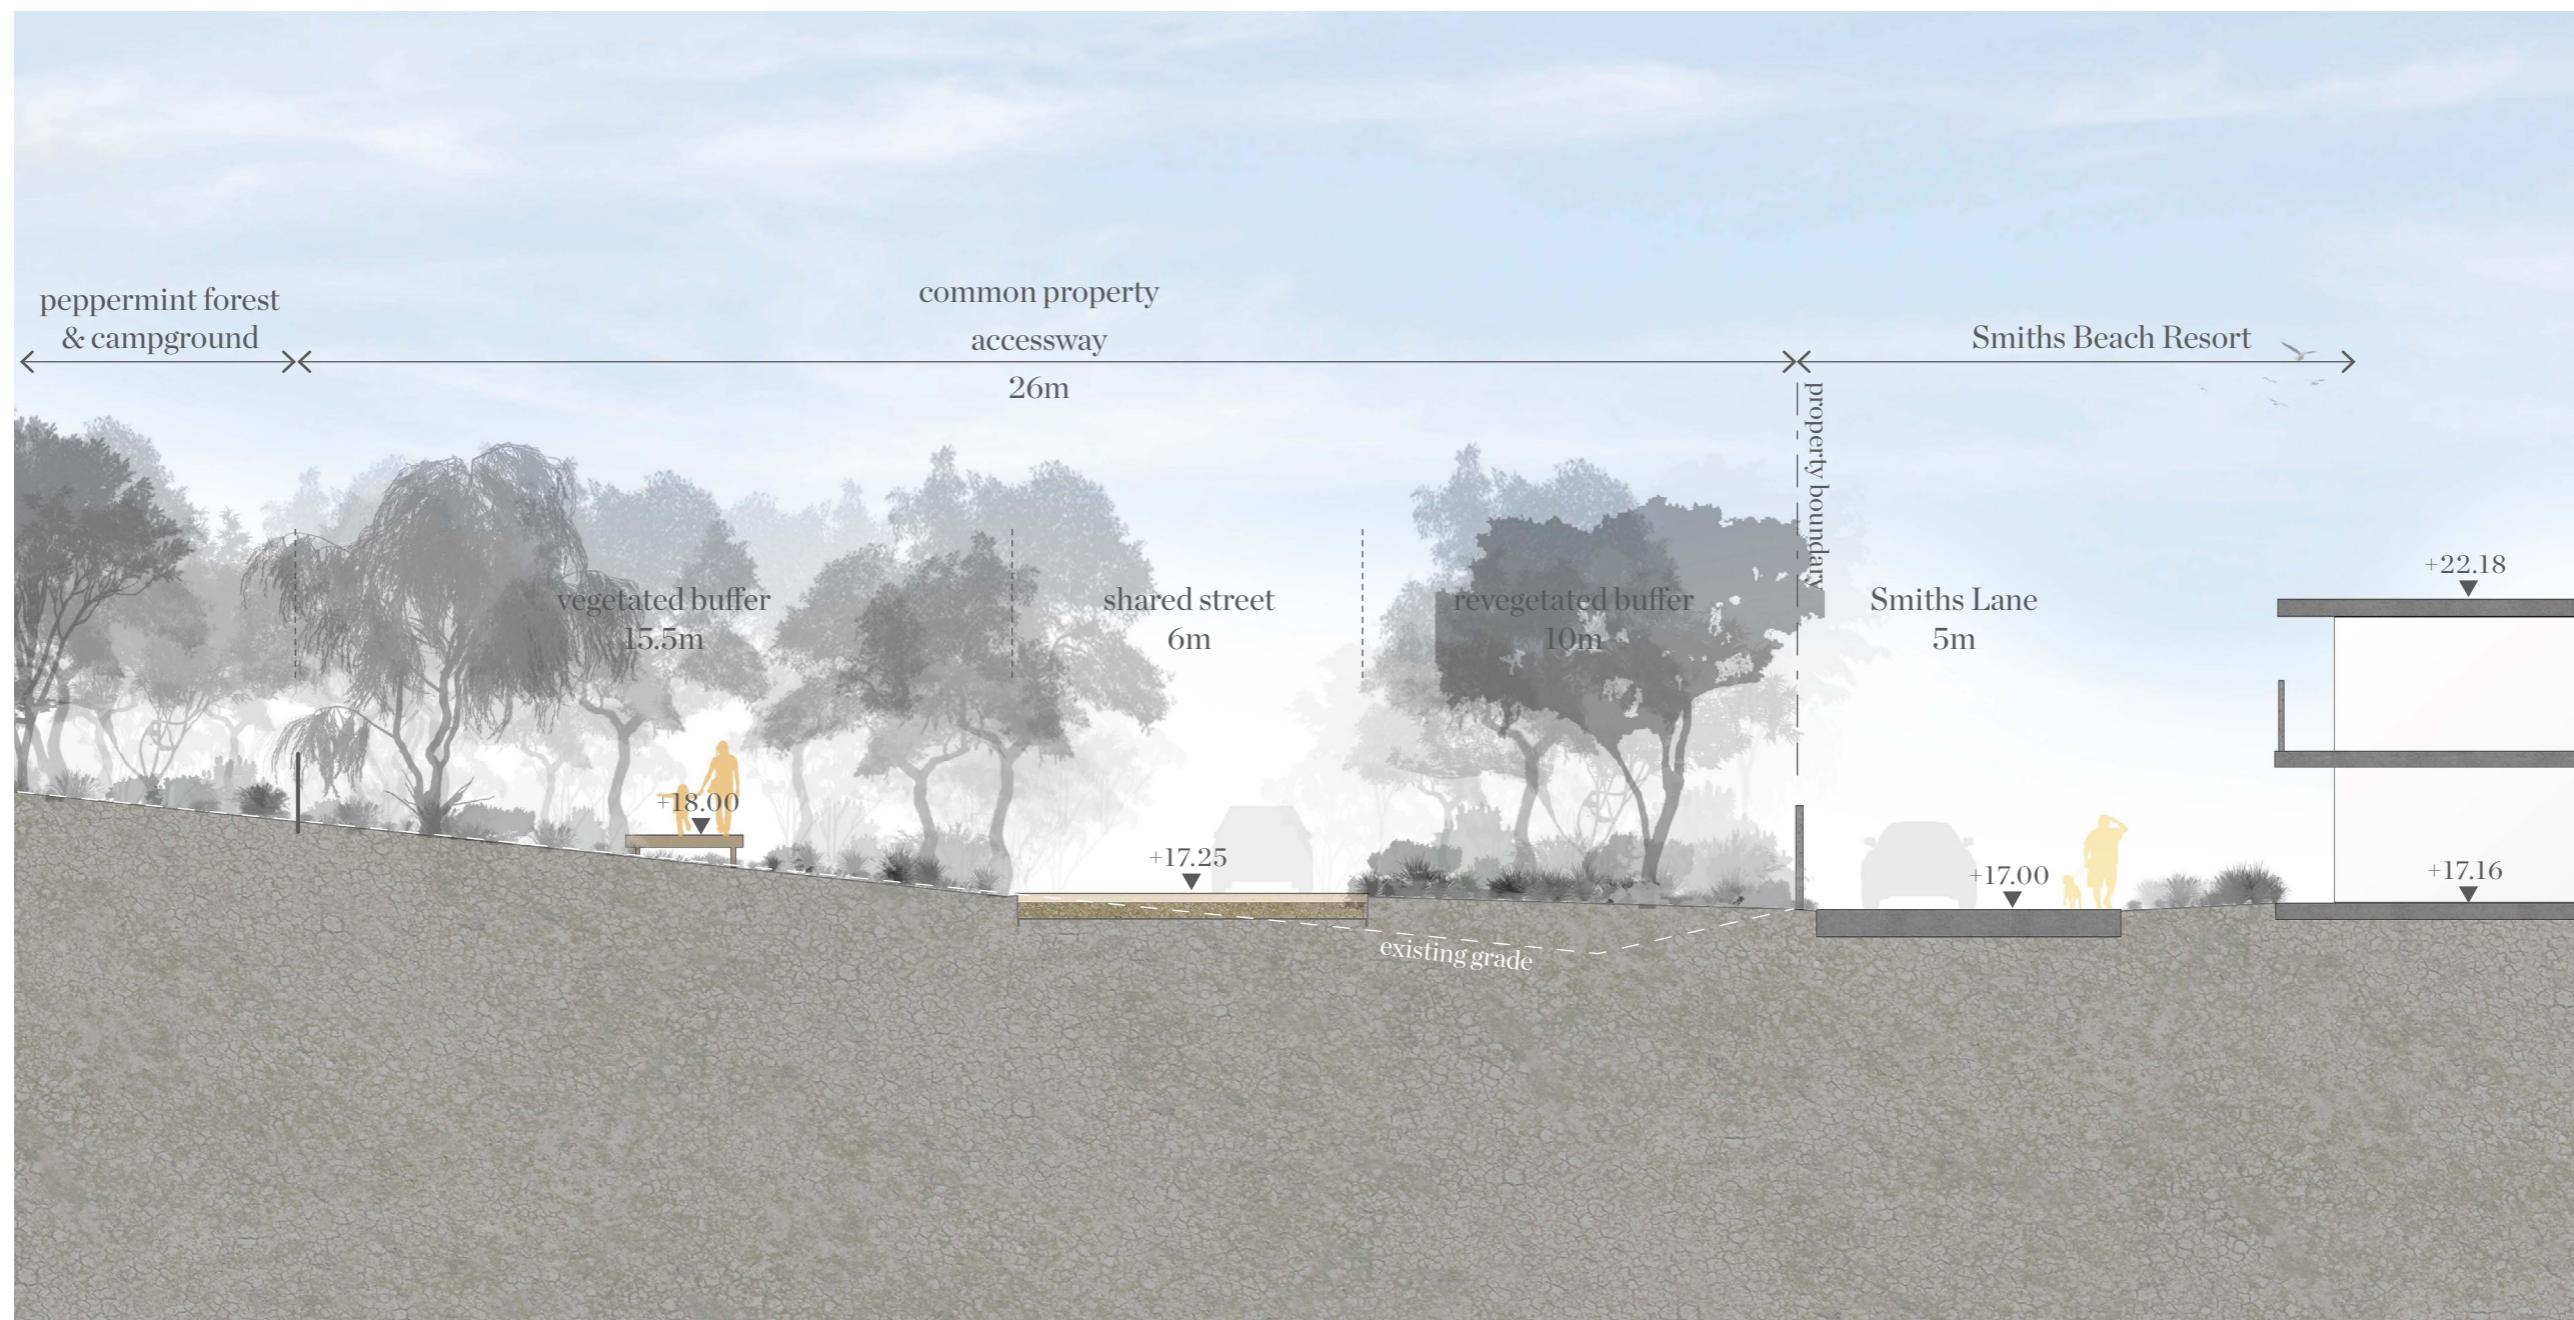 peppermint forest
& campground
common property
accessway
26m
Smiths Beach Resort
property boundary
vegetated buffer
15.5m
shared street
6m
revegetated buffer
10m
Smiths Lane
5m
+22.18
+18.00
+17.25
+17.00
+17.16
existing grade